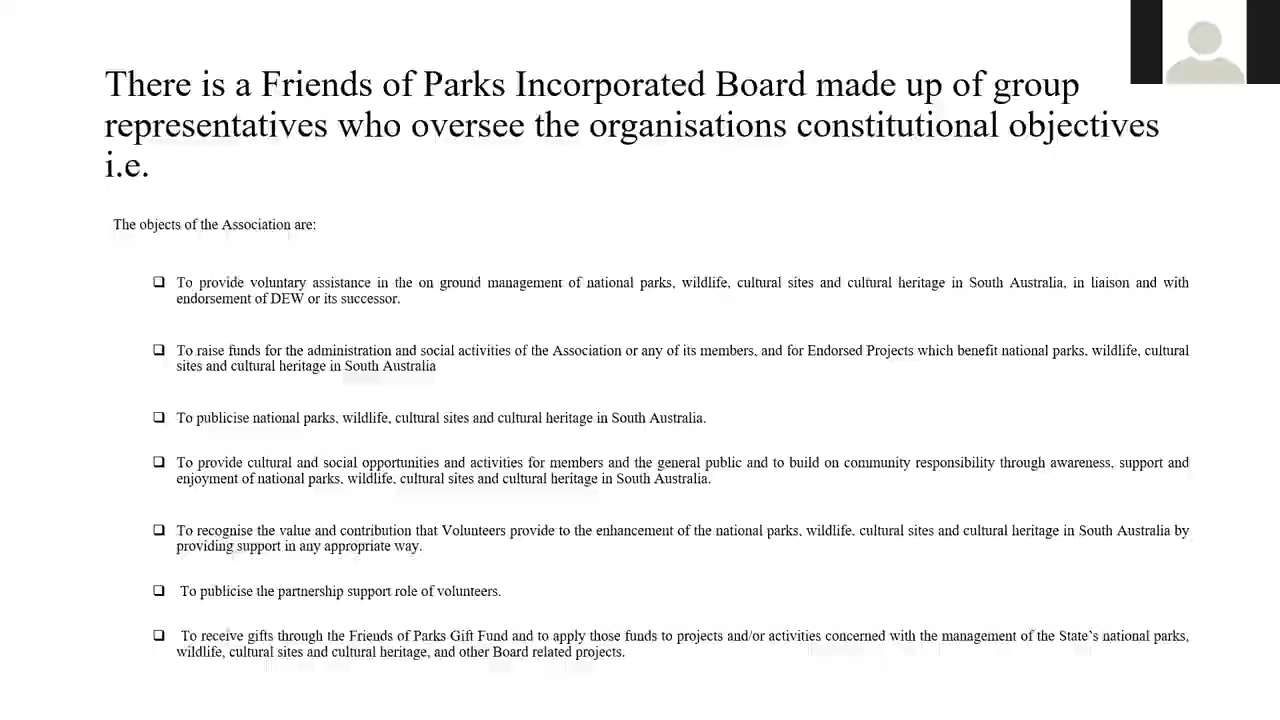 There is a Friends of Parks Incorporated Board made up of group
representatives who oversee the organisations constitutional objectives
i.e.
The objects of the Association are:
❑ To provide voluntary assistance in the on ground management of national parks, wildlife, cultural sites and cultural heritage in South Australia, in liaison and with
endorsement of DEW or its successor.
❑ To raise funds for the administration and social activities of the Association or any of its members, and for Endorsed Projects which benefit national parks, wildlife, cultural
sites and cultural heritage in South Australia
❑ To publicise national parks, wildlife, cultural sites and cultural heritage in South Australia.
❑ To provide cultural and social opportunities and activities for members and the general public and to build on community responsibility through awareness, support and
enjoyment of national parks, wildlife, cultural sites and cultural heritage in South Australia.
❑ To recognise the value and contribution that Volunteers provide to the enhancement of the national parks, wildlife, cultural sites and cultural heritage in South Australia by
providing support in any appropriate way.
❑ To publicise the partnership support role of volunteers.
❑ To receive gifts through the Friends of Parks Gift Fund and to apply those funds to projects and/or activities concerned with the management of the State's national parks,
wildlife, cultural sites and cultural heritage, and other Board related projects.